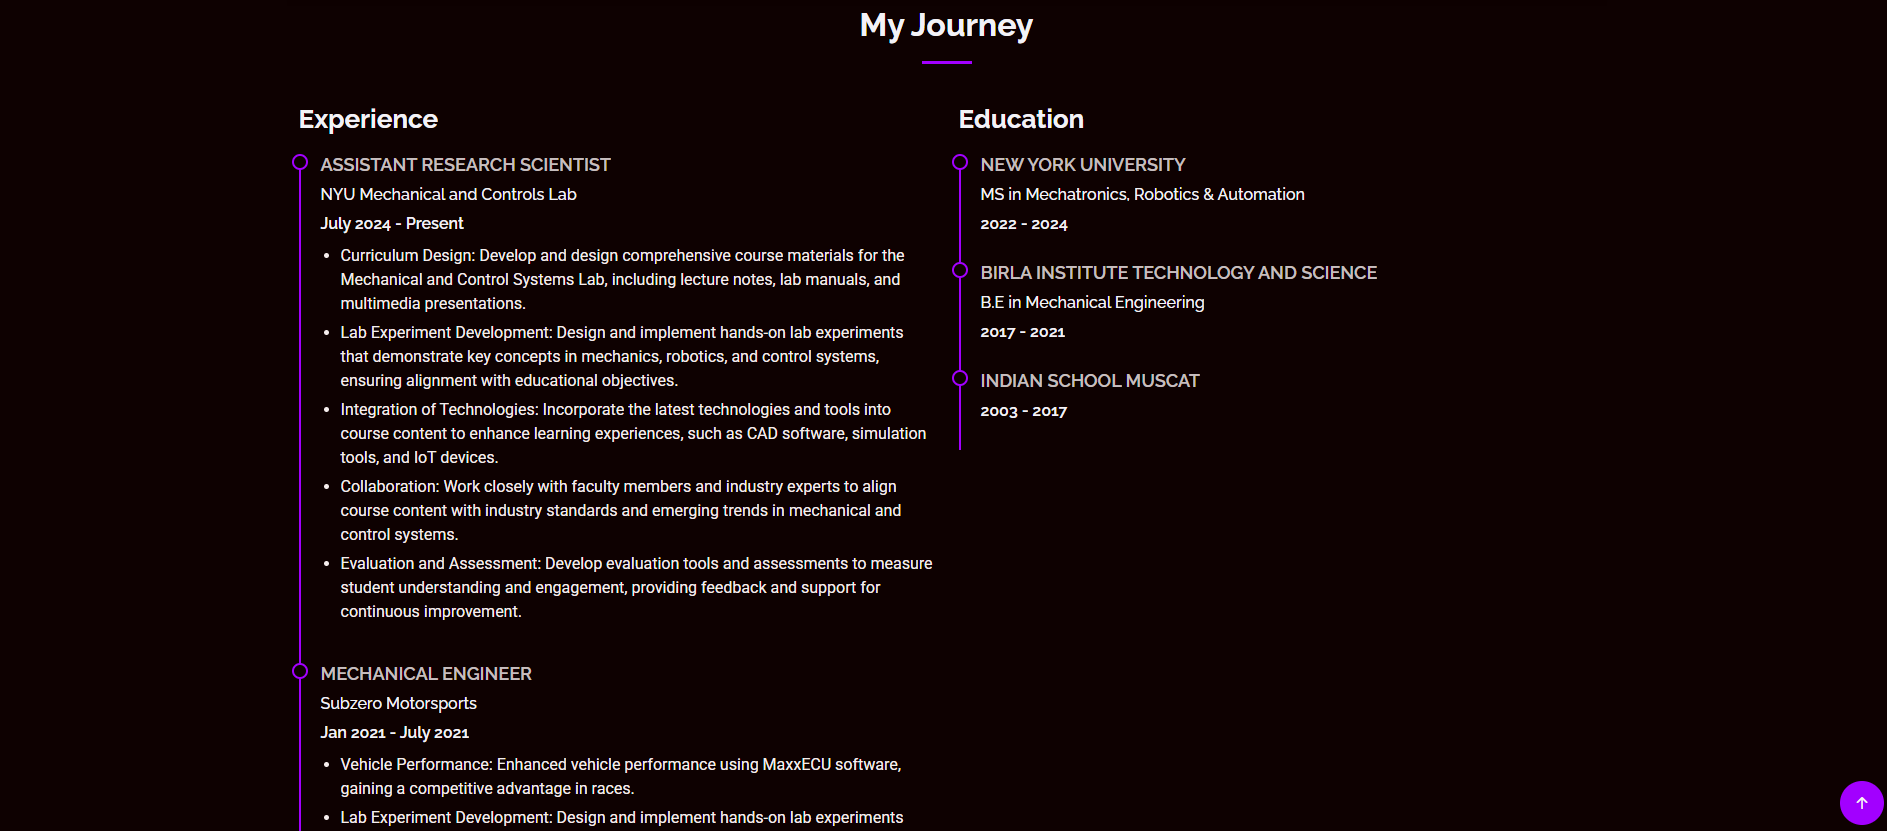 My Journey
Experience
ASSISTANT RESEARCH SCIENTIST
NYU Mechanical and Controls Lab
July 2024 - Present
• Curriculum Design: Develop and design comprehensive course materials for the
Mechanical and Control Systems Lab, including lecture notes, lab manuals, and
multimedia presentations.
• Lab Experiment Development: Design and implement hands-on lab experiments
that demonstrate key concepts in mechanics, robotics, and control systems,
ensuring alignment with educational objectives.
• Integration of Technologies: Incorporate the latest technologies and tools into
course content to enhance learning experiences, such as CAD software, simulation
tools, and IoT devices.
• Collaboration: Work closely with faculty members and industry experts to align
course content with industry standards and emerging trends in mechanical and
control systems.
• Evaluation and Assessment: Develop evaluation tools and assessments to measure
student understanding and engagement, providing feedback and support for
continuous improvement.
MECHANICAL ENGINEER
Subzero Motorsports
Jan 2021 - July 2021
• Vehicle Performance: Enhanced vehicle performance using MaxxECU software,
gaining a competitive advantage in races.
• Lab Experiment Development: Design and implement hands-on lab experiments
Education
NEW YORK UNIVERSITY
MS in Mechatronics, Robotics & Automation
2022 - 2024
BIRLA INSTITUTE TECHNOLOGY AND SCIENCE
B.E in Mechanical Engineering
2017 - 2021
INDIAN SCHOOL MUSCAT
2003 - 2017